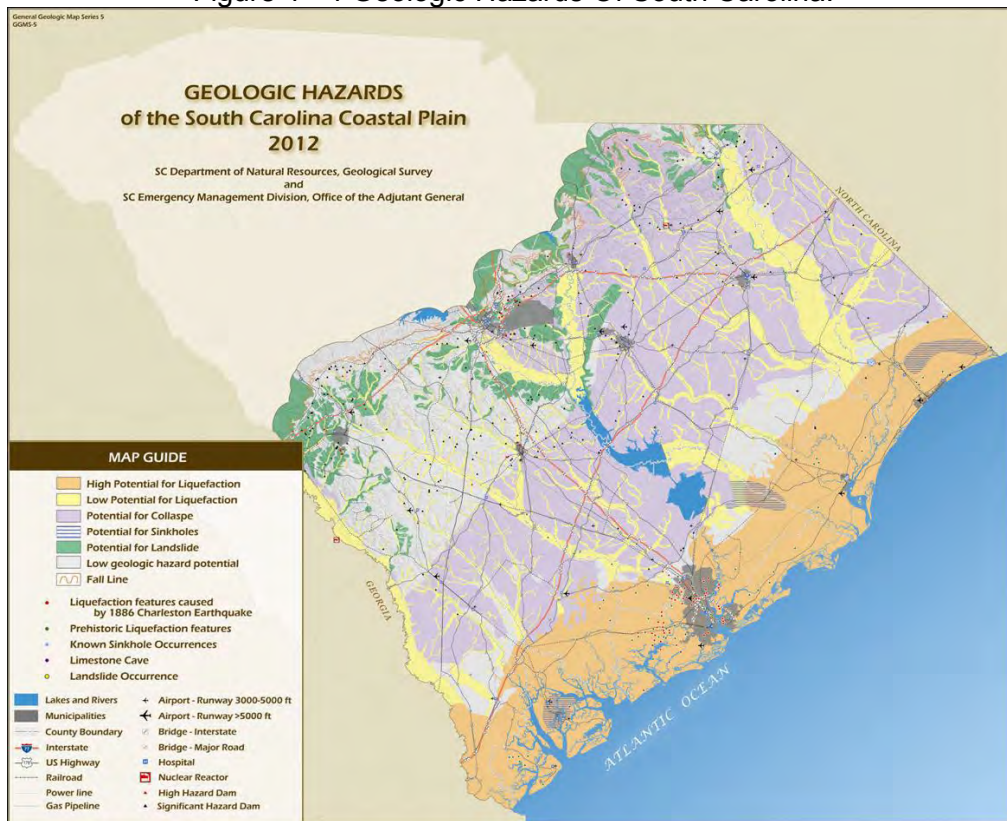 Geologic Hazards Of South Carolina.
General Geologic Map Series 5
GGMS-5
GEOLOGIC HAZARDS
of the South Carolina Coastal Plain
2012
SC Department of Natural Resources, Geological Survey
and
SC Emergency Management Division, Office of the Adjutant General
NORTH CAROLINA
GEORGIA
ATLANTIC OCEAN
MAP GUIDE
High Potential for Liquefaction
Low Potential for Liquefaction
Potential for Collaspe
Potential for Sinkholes
Potential for Landslide
Low geologic hazard potential
Fall Line
Liquefaction features caused
by 1886 Charleston Earthquake
Prehistoric Liquefaction features
Known Sinkhole Occurrences
Limestone Cave
Landslide Occurrence
Lakes and Rivers
Municipalities
County Boundary
Interstate
US Highway
Railroad
Power line
Gas Pipeline
Airport - Runway 3000-5000 ft
Airport - Runway >5000 ft
Bridge - Interstate
Bridge - Major Road
Hospital
Nuclear Reactor
High Hazard Dam
Significant Hazard Dam